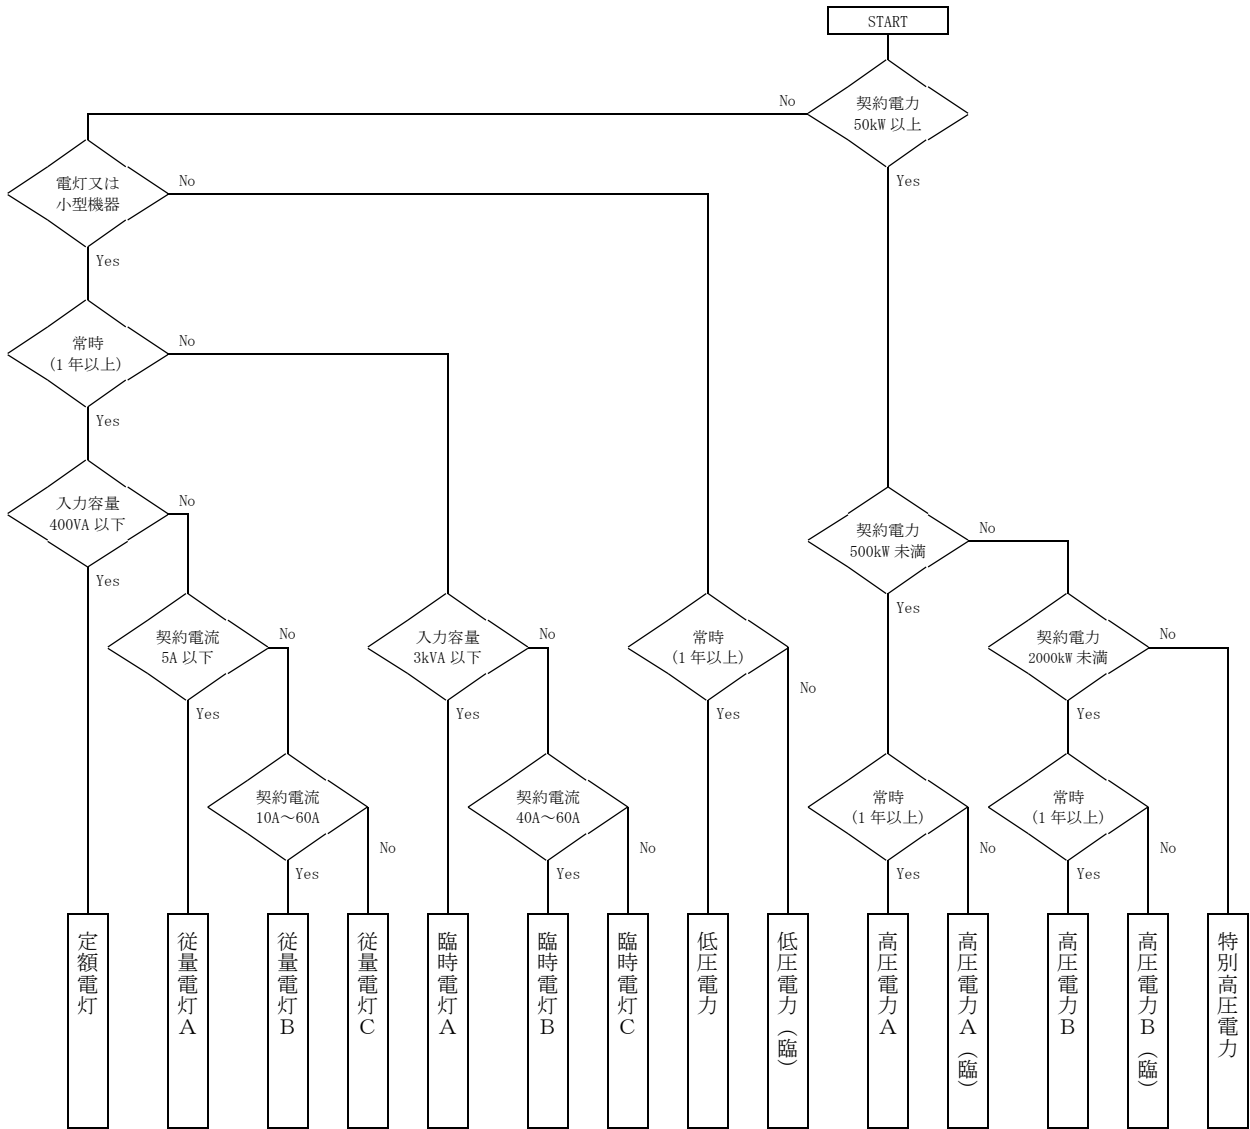 START
契約電力
50kW 以上
No
Yes
電灯又は
小型機器
No
Yes
常時
(1 年以上)
No
Yes
入力容量
400VA 以下
No
Yes
契約電力
500kW 未満
No
Yes
契約電流
5A 以下
No
Yes
入力容量
3kVA 以下
No
Yes
常時
(1 年以上)
No
Yes
契約電力
2000kW 未満
No
Yes
契約電流
10A～60A
No
Yes
契約電流
40A～60A
No
Yes
常時
(1 年以上)
No
Yes
常時
(1 年以上)
No
Yes
定額電灯
従量電灯A
従量電灯B
従量電灯C
臨時電灯A
臨時電灯B
臨時電灯C
低圧電力
低圧電力（臨）
高圧電力A
高圧電力A（臨）
高圧電力B
高圧電力B（臨）
特別高圧電力